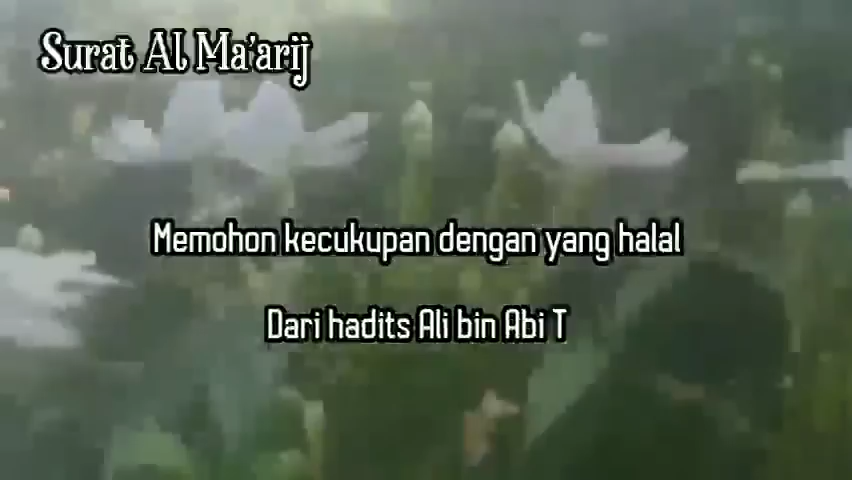 Surat Al Ma'arij
Memohon kecukupan dengan yang halal
Dari hadits Ali bin Abi T